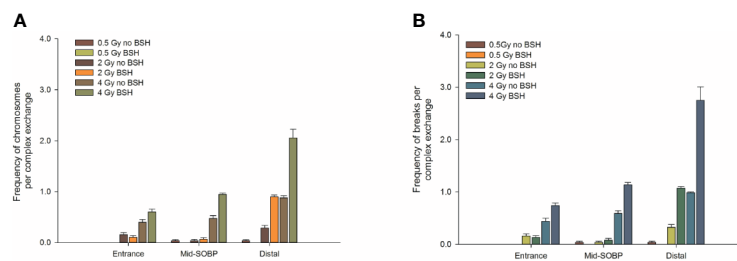 A
Frequency of chromosomes
per complex exchange
4.0
3.0
2.0
1.0
0.0
0.5 Gy no BSH
0.5 Gy BSH
2 Gy no BSH
2 Gy BSH
4 Gy no BSH
4 Gy BSH
Entrance
Mid-SOBP
Distal
B
Frequency of breaks per
complex exchange
4.0
3.0
2.0
1.0
0.0
0.5Gy no BSH
0.5 Gy BSH
2 Gy no BSH
2 Gy BSH
4 Gy no BSH
4 Gy BSH
Entrance
Mid-SOBP
Distal